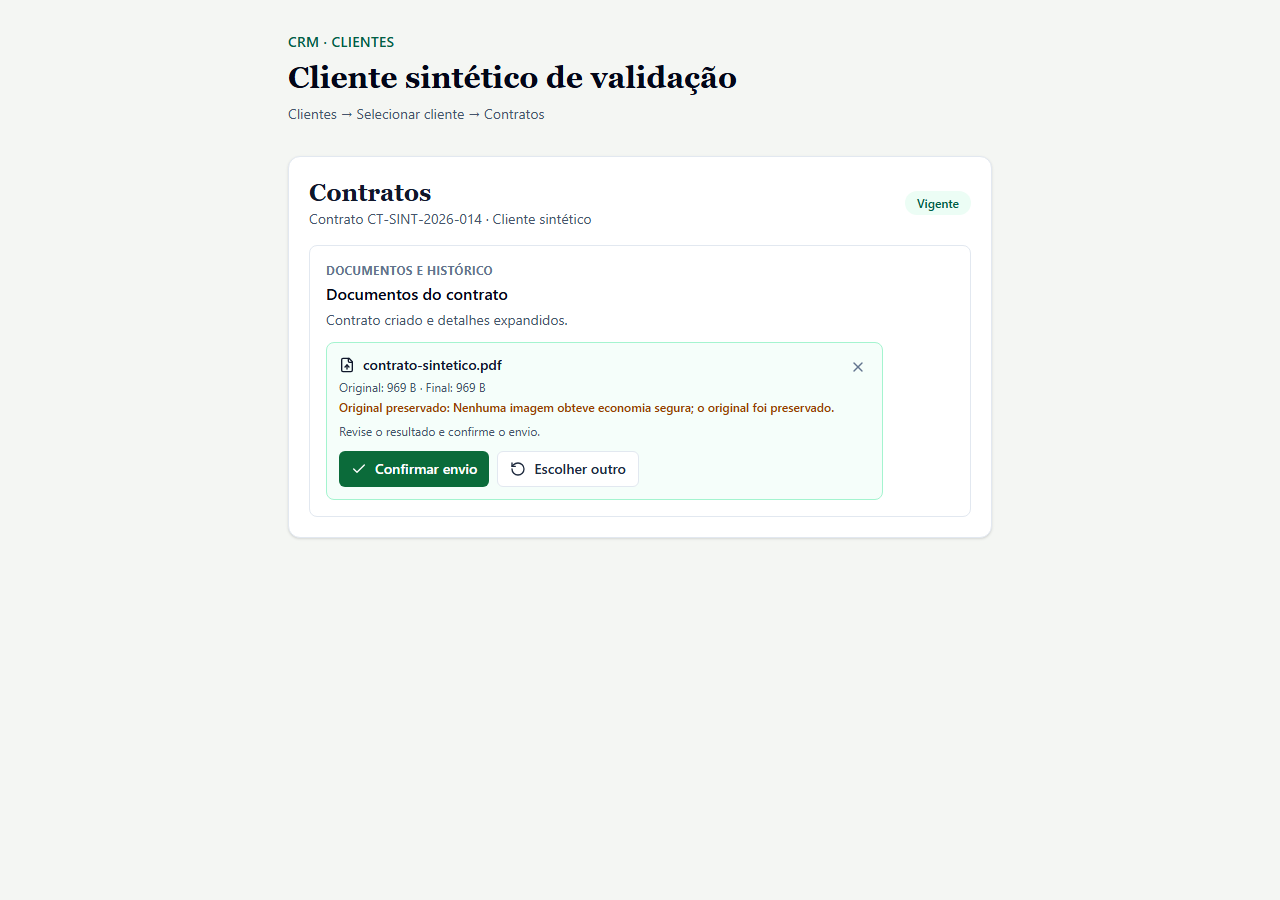 CRM · CLIENTES
Cliente sintético de validação
Clientes → Selecionar cliente → Contratos
Contratos
Contrato CT-SINT-2026-014 · Cliente sintético
Vigente
DOCUMENTOS E HISTÓRICO
Documentos do contrato
Contrato criado e detalhes expandidos.
contrato-sintetico.pdf
Original: 969 B · Final: 969 B
Original preservado: Nenhuma imagem obteve economia segura; o original foi preservado.
Revise o resultado e confirme o envio.
Confirmar envio
Escolher outro